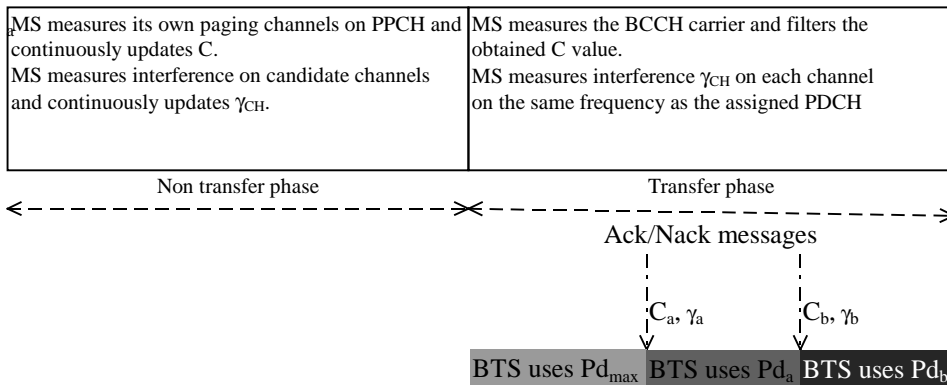 a
MS measures its own paging channels on PPCH and
continuously updates C.
MS measures interference on candidate channels
and continuously updates γCH.
MS measures the BCCH carrier and filters the
obtained C value.
MS measures interference γCH on each channel
on the same frequency as the assigned PDCH
Non transfer phase
Transfer phase
Ack/Nack messages
Ca, γa
Cb, γb
BTS uses Pdmax
BTS uses Pda
BTS uses Pdb